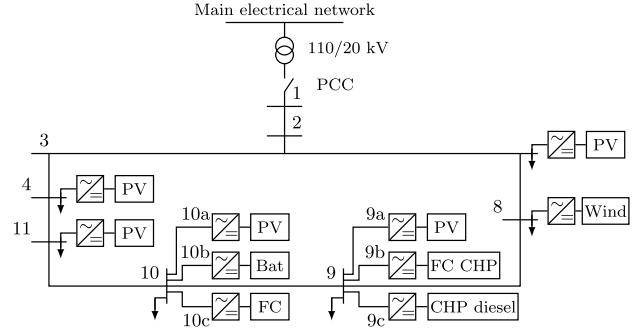 Main electrical network
110/20 kV
PCC
1
2
3
PV
4
PV
8
Wind
11
PV
10a
PV
9a
PV
10b
Bat
9b
FC CHP
10
9
10c
FC
9c
CHP diesel